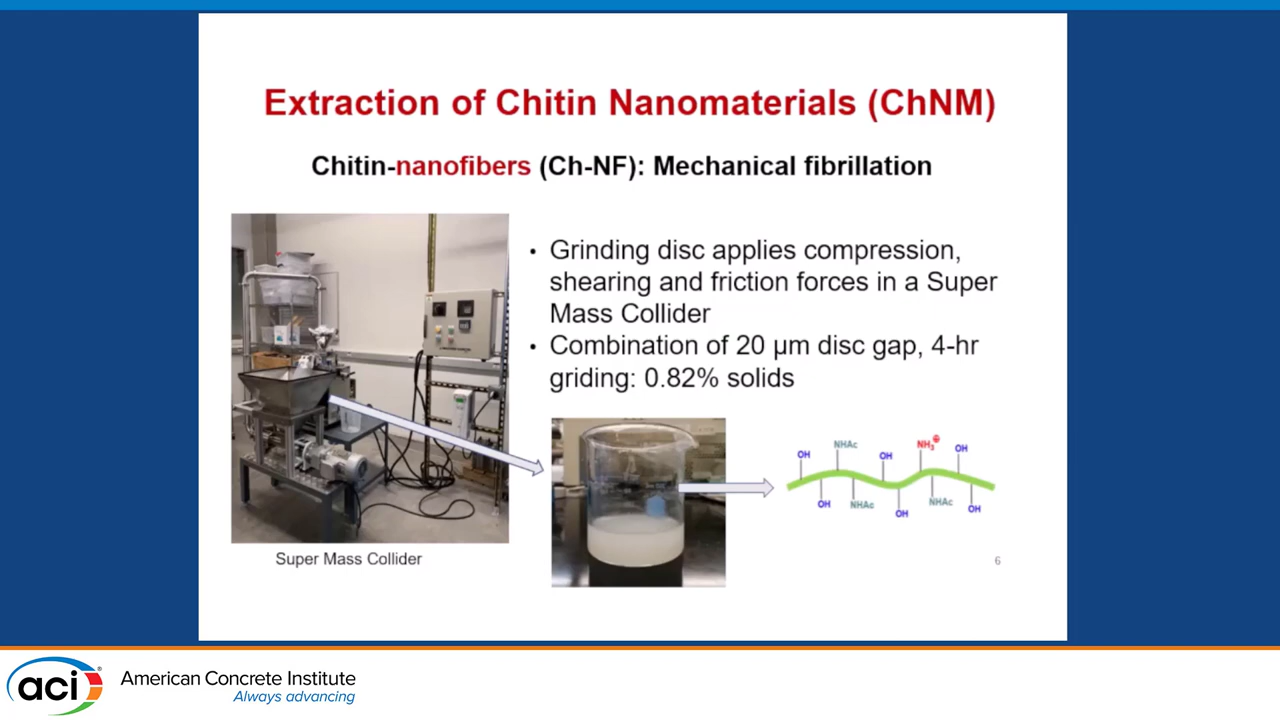 Extraction of Chitin Nanomaterials (ChNM)
Chitin-nanofibers (Ch-NF): Mechanical fibrillation
• Grinding disc applies compression,
shearing and friction forces in a Super
Mass Collider
• Combination of 20 µm disc gap, 4-hr
griding: 0.82% solids
OH
NHAc
OH
NH3⊕
OH
OH
NHAc
OH
NHAc
OH
Super Mass Collider
6
aci®
American Concrete Institute
Always advancing